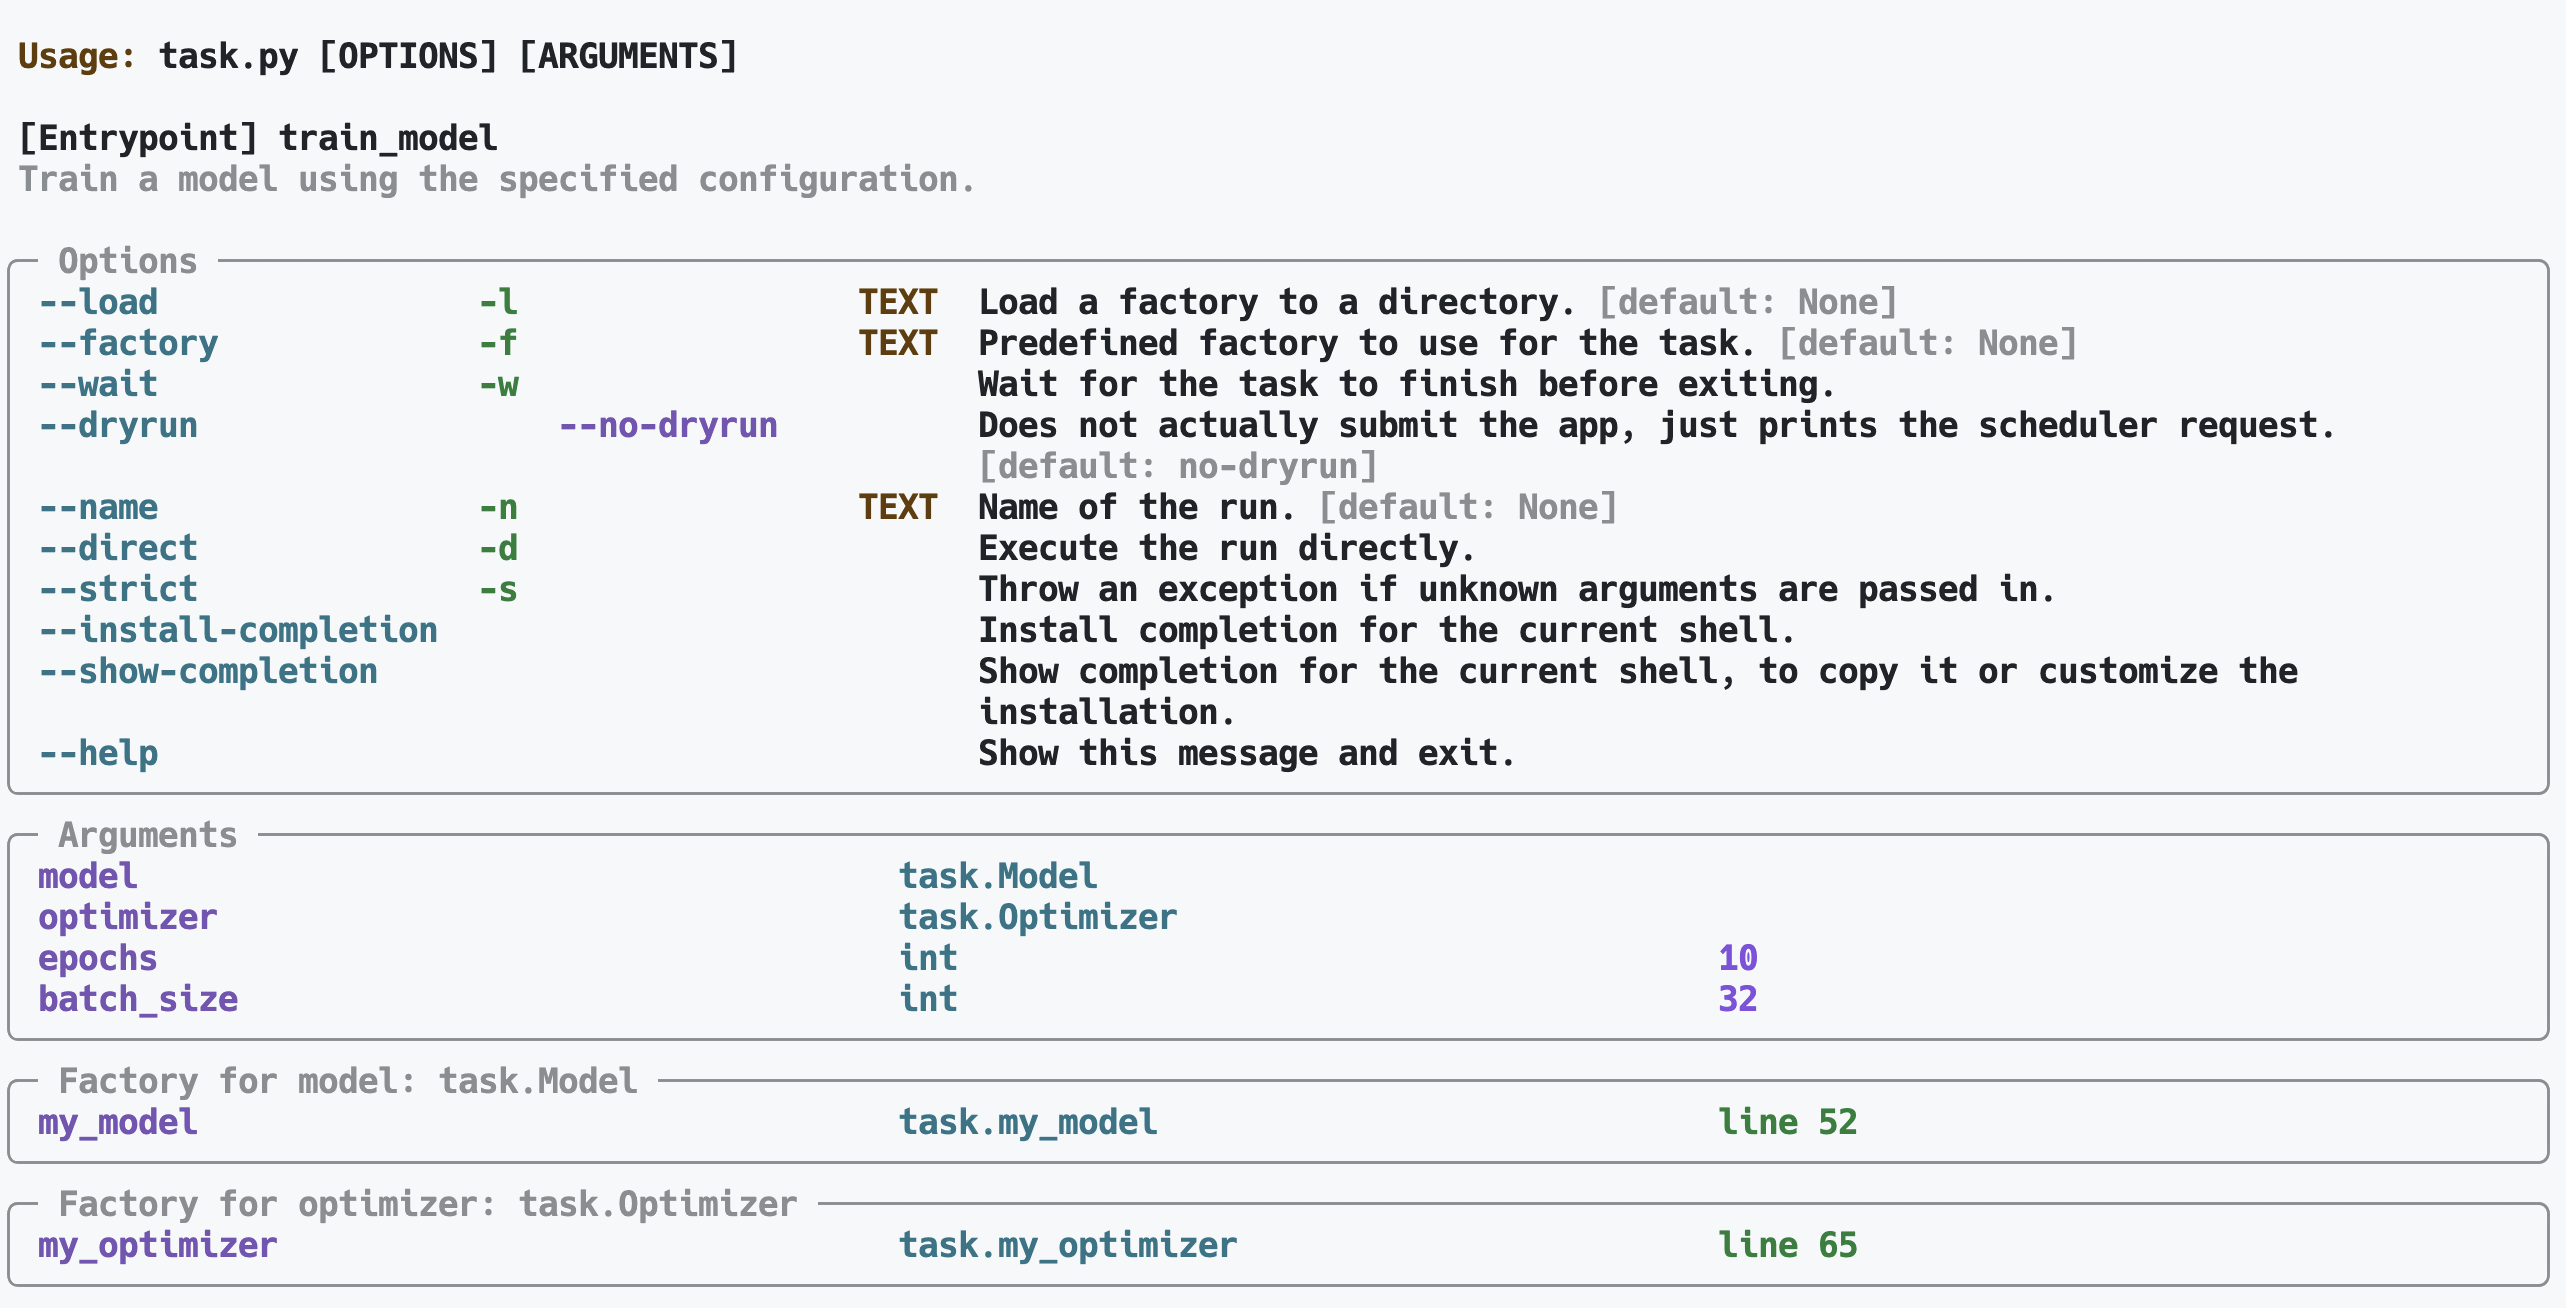 Usage: task.py [OPTIONS] [ARGUMENTS]
[Entrypoint] train_model
Train a model using the specified configuration.
Options
--load -l TEXT Load a factory to a directory. [default: None]
--factory -f TEXT Predefined factory to use for the task. [default: None]
--wait -w Wait for the task to finish before exiting.
--dryrun --no-dryrun Does not actually submit the app, just prints the scheduler request.
[default: no-dryrun]
--name -n TEXT Name of the run. [default: None]
--direct -d Execute the run directly.
--strict -s Throw an exception if unknown arguments are passed in.
--install-completion Install completion for the current shell.
--show-completion Show completion for the current shell, to copy it or customize the
installation.
--help Show this message and exit.
Arguments
model task.Model
optimizer task.Optimizer
epochs int 10
batch_size int 32
Factory for model: task.Model
my_model task.my_model line 52
Factory for optimizer: task.Optimizer
my_optimizer task.my_optimizer line 65